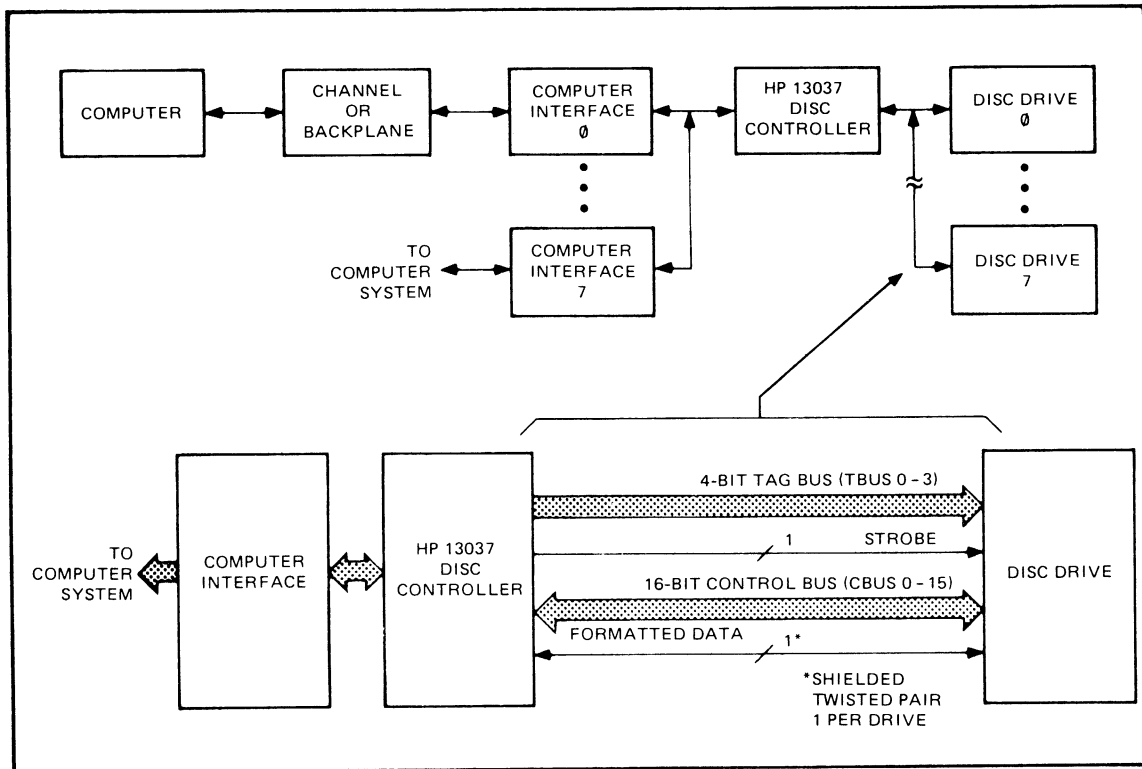 COMPUTER
CHANNEL
OR
BACKPLANE
COMPUTER
INTERFACE
Ø
HP 13037
DISC
CONTROLLER
DISC DRIVE
Ø
TO
COMPUTER
SYSTEM
COMPUTER
INTERFACE
7
DISC DRIVE
7
TO
COMPUTER
SYSTEM
COMPUTER
INTERFACE
HP 13037
DISC
CONTROLLER
4-BIT TAG BUS (TBUS 0 – 3)
1 STROBE
16-BIT CONTROL BUS (CBUS 0 – 15)
FORMATTED DATA 1*
*SHIELDED
TWISTED PAIR
1 PER DRIVE
DISC DRIVE